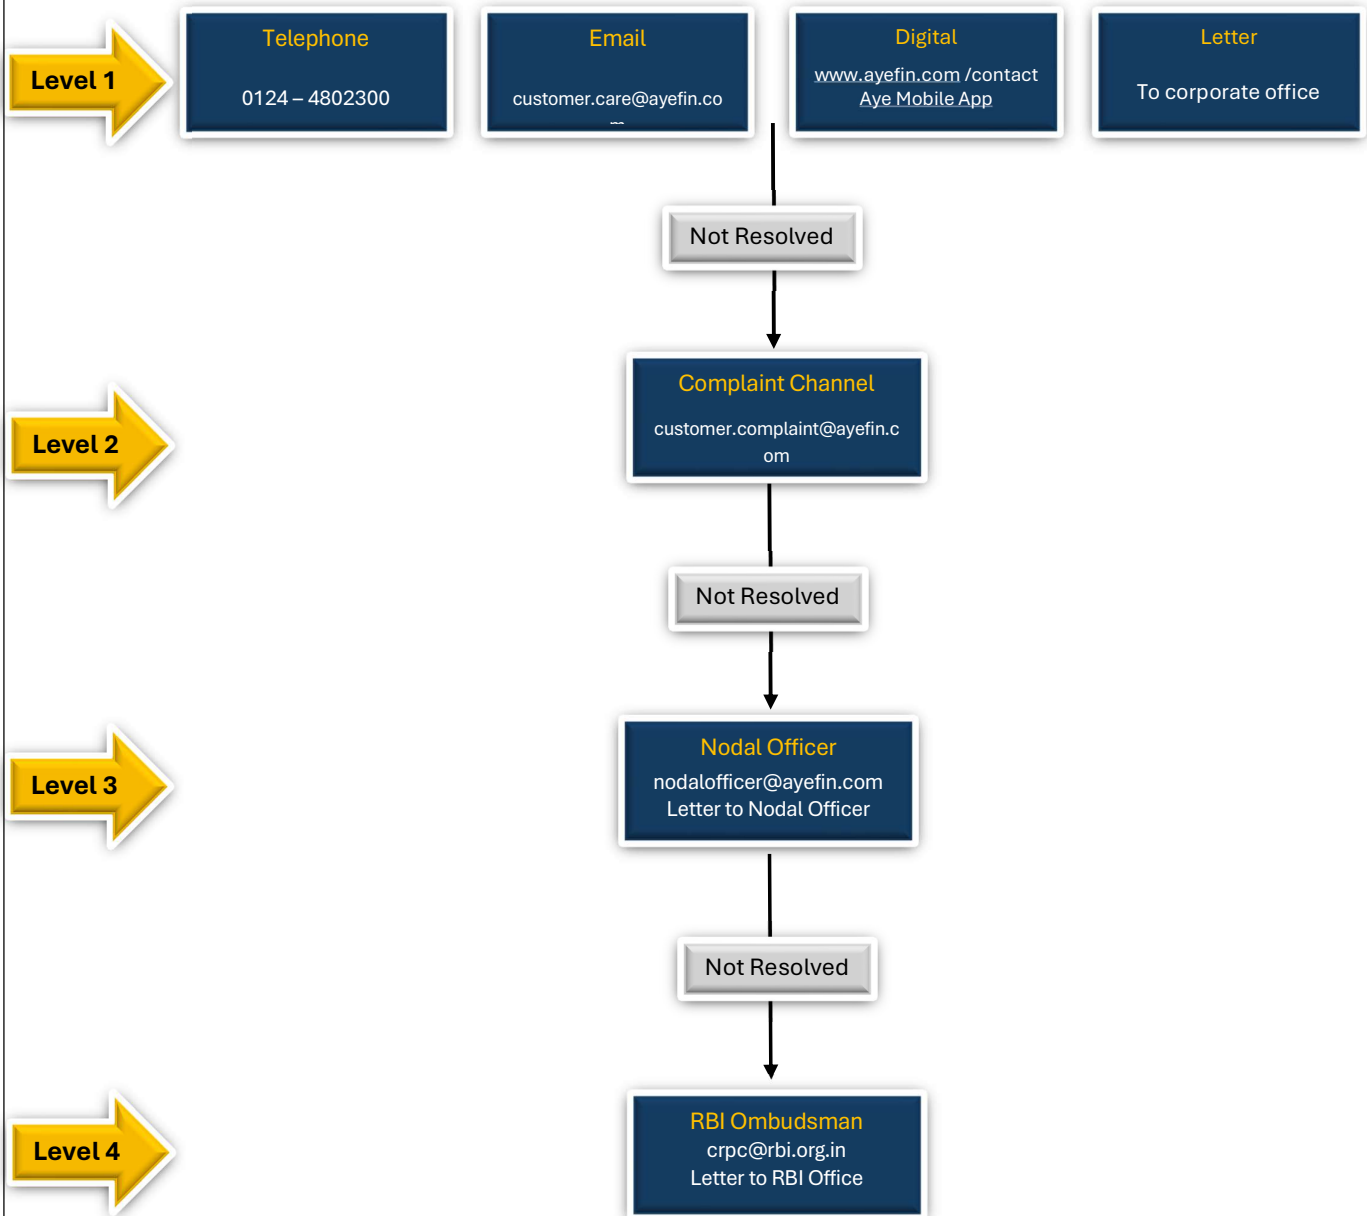 Level 1
Telephone
0124 – 4802300
Email
customer.care@ayefin.co
m
Digital
www.ayefin.com /contact
Aye Mobile App
Letter
To corporate office
Not Resolved
Level 2
Complaint Channel
customer.complaint@ayefin.c
om
Not Resolved
Level 3
Nodal Officer
nodalofficer@ayefin.com
Letter to Nodal Officer
Not Resolved
Level 4
RBI Ombudsman
crpc@rbi.org.in
Letter to RBI Office